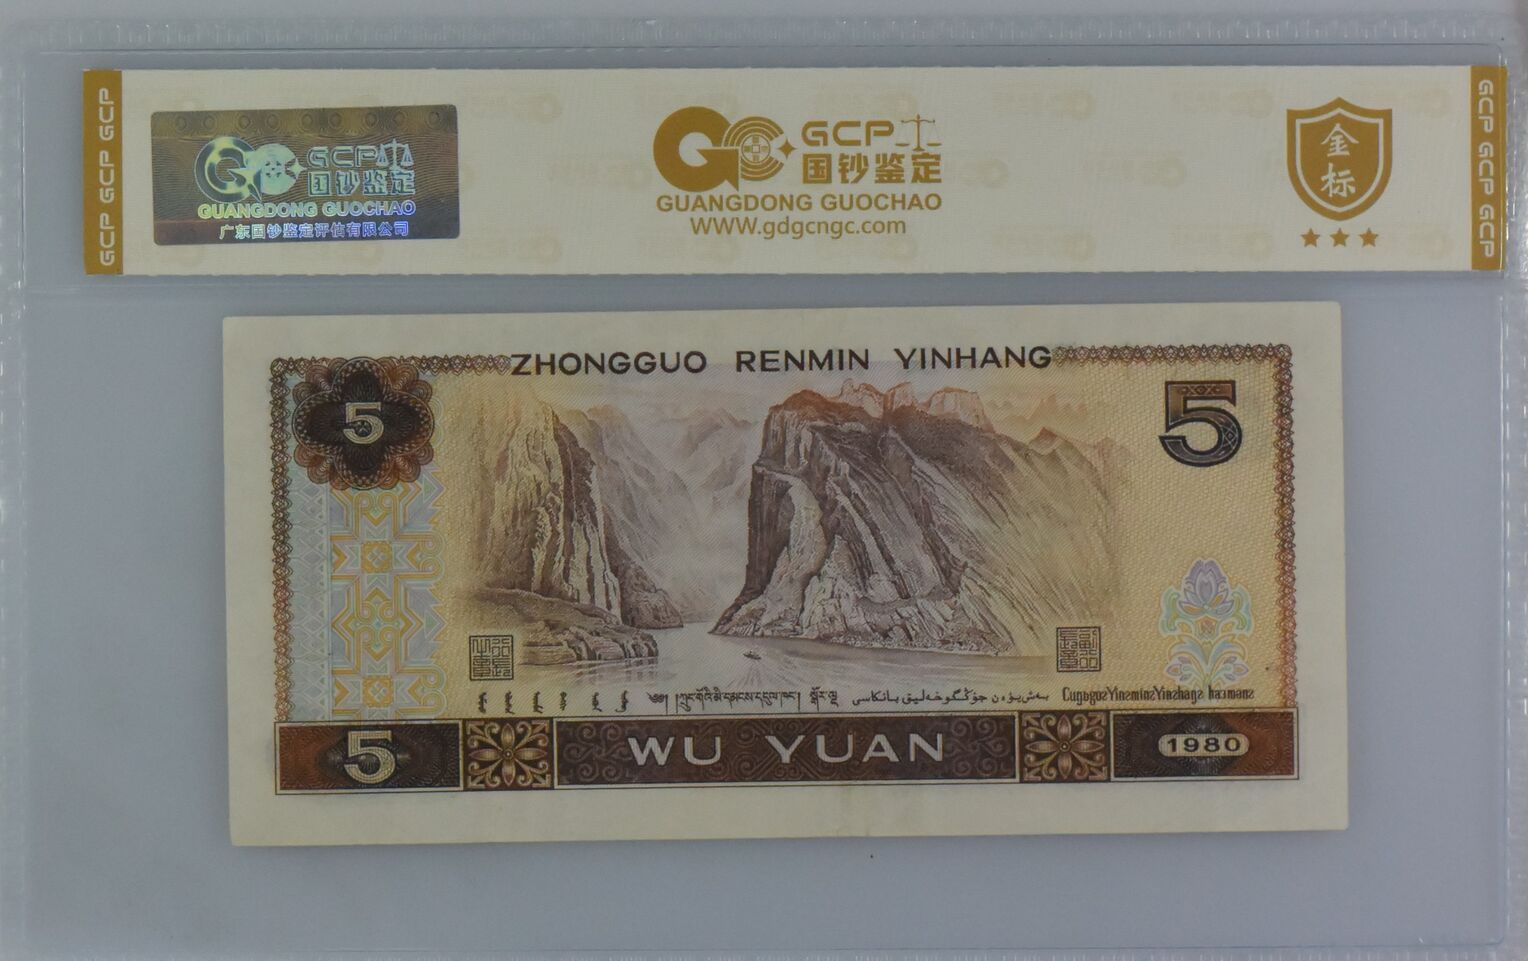 GCP GCP GCP
GCP
国钞鉴定
GUANGDONG GUOCHAO
广东国钞鉴定评估有限公司
GCP
国钞鉴定
GUANGDONG GUOCHAO
WWW.gdgcngc.com
金标
GCP GCP GCP
ZHONGGUO RENMIN YINHANG
5
5
WU YUAN
5
1980